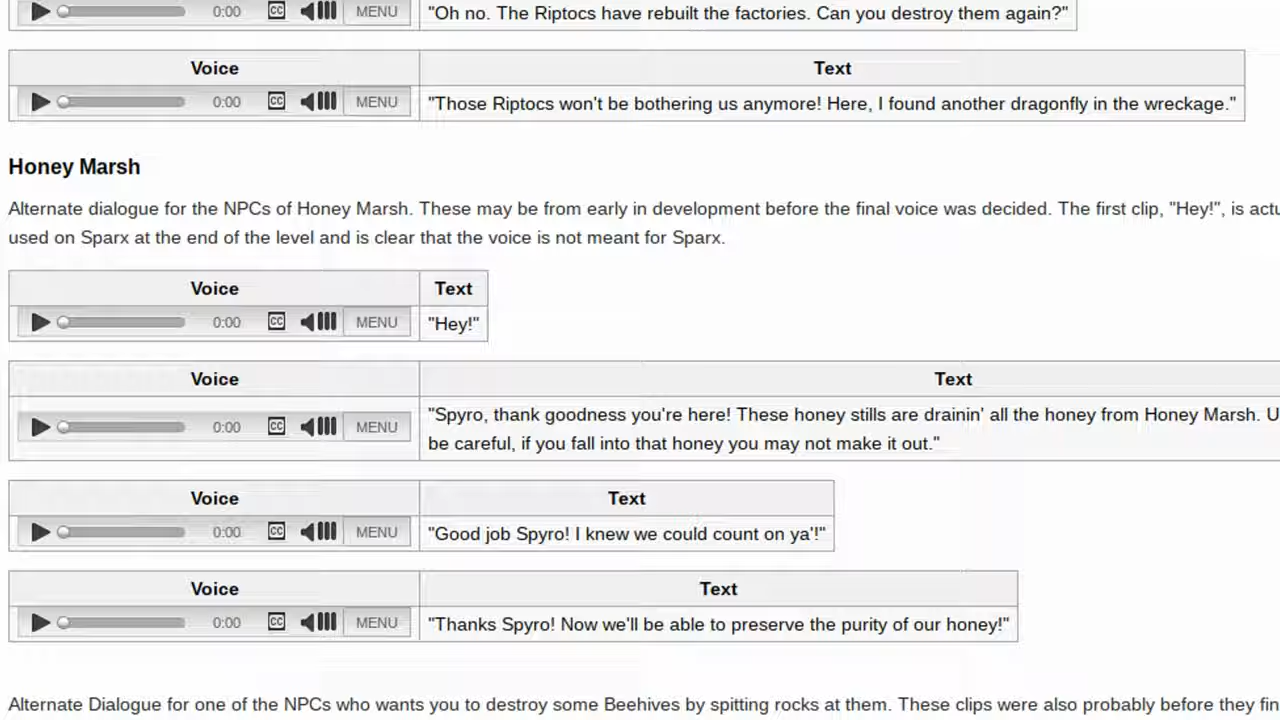 0:00 CC MENU "Oh no. The Riptocs have rebuilt the factories. Can you destroy them again?"
Voice Text
0:00 CC MENU "Those Riptocs won't be bothering us anymore! Here, I found another dragonfly in the wreckage."
Honey Marsh
Alternate dialogue for the NPCs of Honey Marsh. These may be from early in development before the final voice was decided. The first clip, "Hey!", is
used on Sparx at the end of the level and is clear that the voice is not meant for Sparx.
Voice Text
0:00 CC MENU "Hey!"
Voice Text
"Spyro, thank goodness you're here! These honey stills are drainin' all the honey from Honey Marsh.
0:00 CC MENU be careful, if you fall into that honey you may not make it out."
Voice Text
0:00 CC MENU "Good job Spyro! I knew we could count on ya'!"
Voice Text
0:00 CC MENU "Thanks Spyro! Now we'll be able to preserve the purity of our honey!"
Alternate Dialogue for one of the NPCs who wants you to destroy some Beehives by spitting rocks at them. These clips were also probably before they